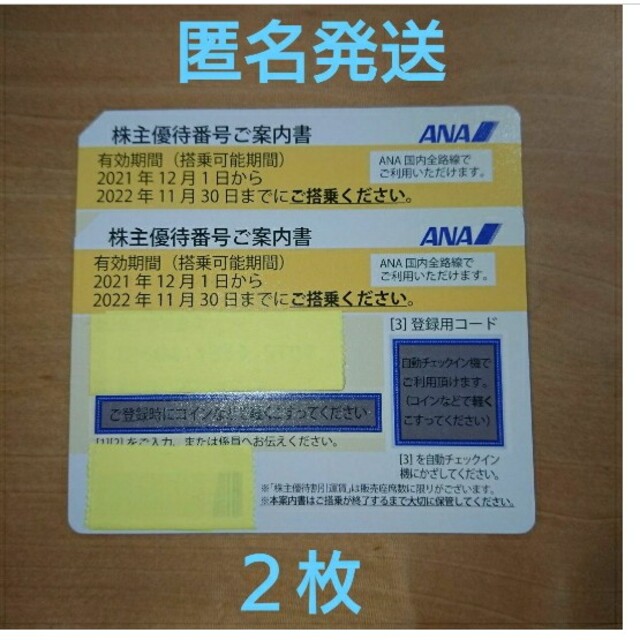 匿名発送
株主優待番号ご案内書
ANA
有効期間（搭乗可能期間）
2021年12月1日から
2022年11月30日までにご搭乗ください。
ANA国内全路線で
ご利用いただけます。
株主優待番号ご案内書
ANA
有効期間（搭乗可能期間）
2021年12月1日から
2022年11月30日までにご搭乗ください。
ANA国内全路線で
ご利用いただけます。
[3] 登録用コード
自動チェックイン機で
ご利用頂けます。
（コインなどで軽く
こすってください）
ご登録時にコインなどで軽くこすってください
[1][2]をご入力、または係員へお伝えください。
[3] を自動チェックイン
機にかざしてください。
※「株主優待割引運賃」は販売座席数に限りがございます。
※本案内書はご搭乗が終了するまで大切に保管してください。
２枚